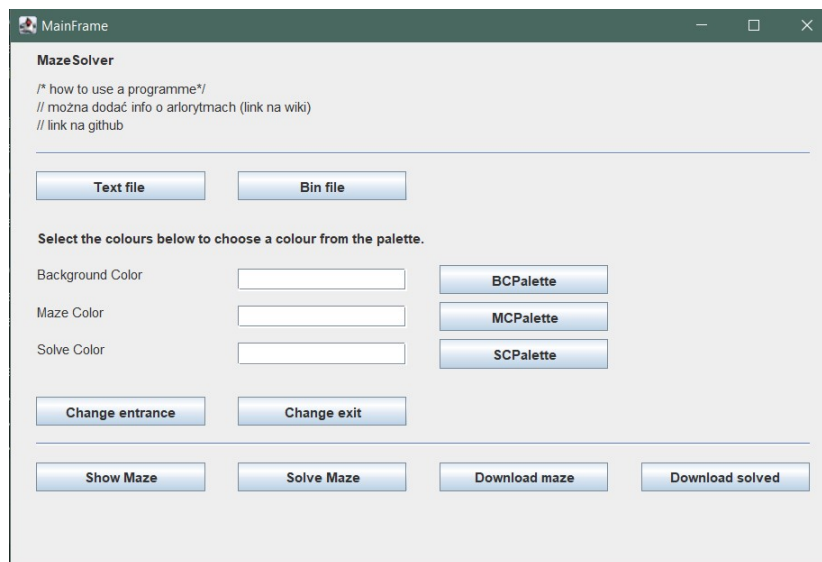 MainFrame
MazeSolver
/* how to use a programme*/
// można dodać info o arlorytmach (link na wiki)
// link na github
Text file
Bin file
Select the colours below to choose a colour from the palette.
Background Color
BCPalette
Maze Color
MCPalette
Solve Color
SCPalette
Change entrance
Change exit
Show Maze
Solve Maze
Download maze
Download solved